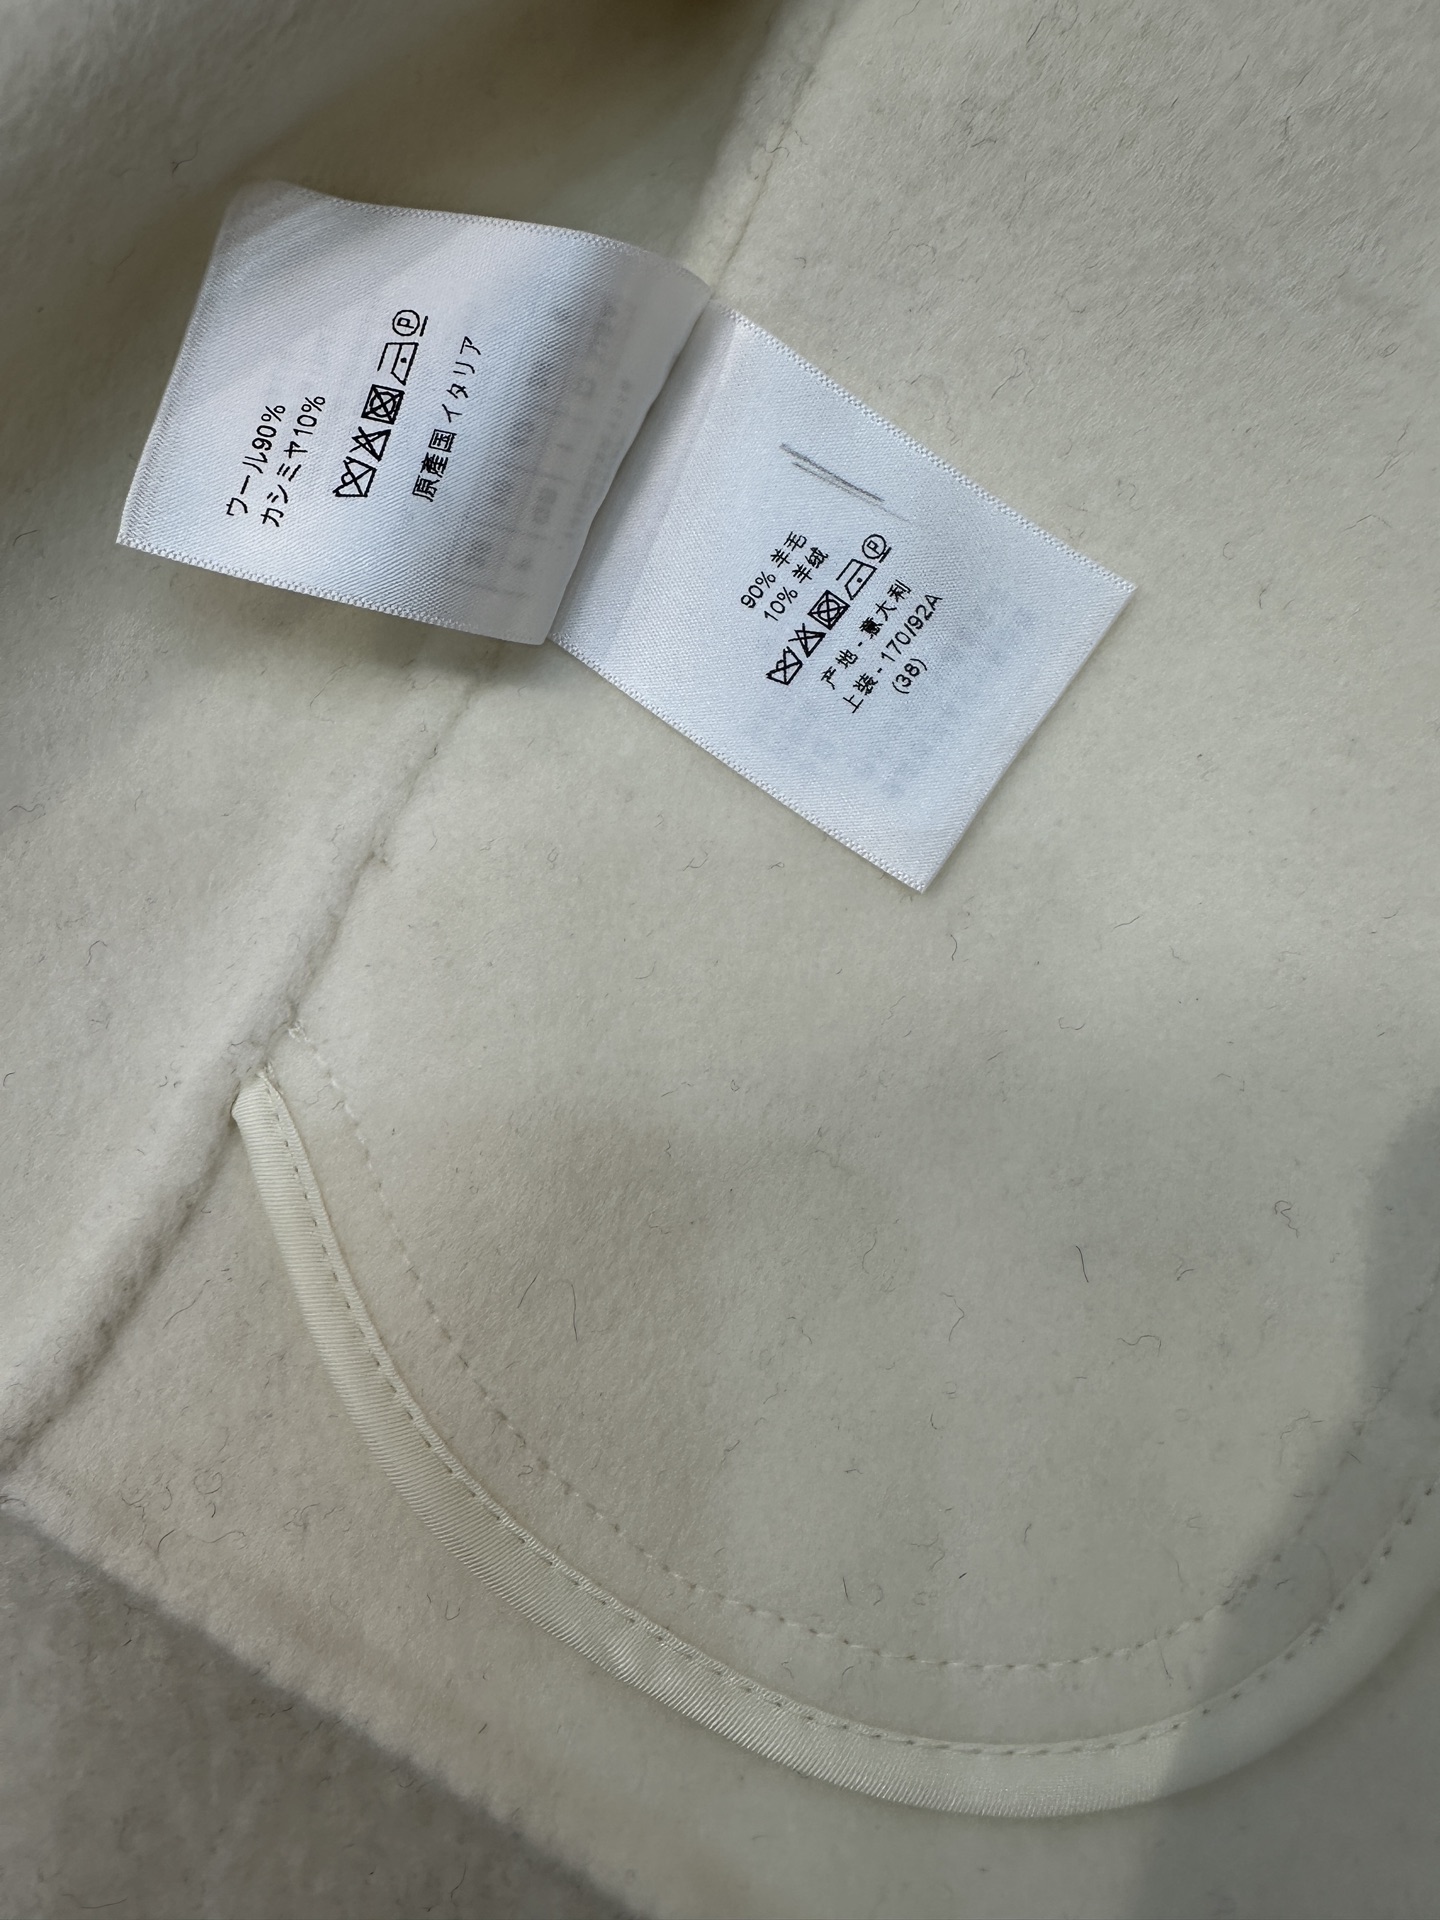 ウール90%
カシミヤ10%
原産国イタリア
90% 羊毛
10% 羊绒
产地 - 意大利
上装 - 170/92A
(38)